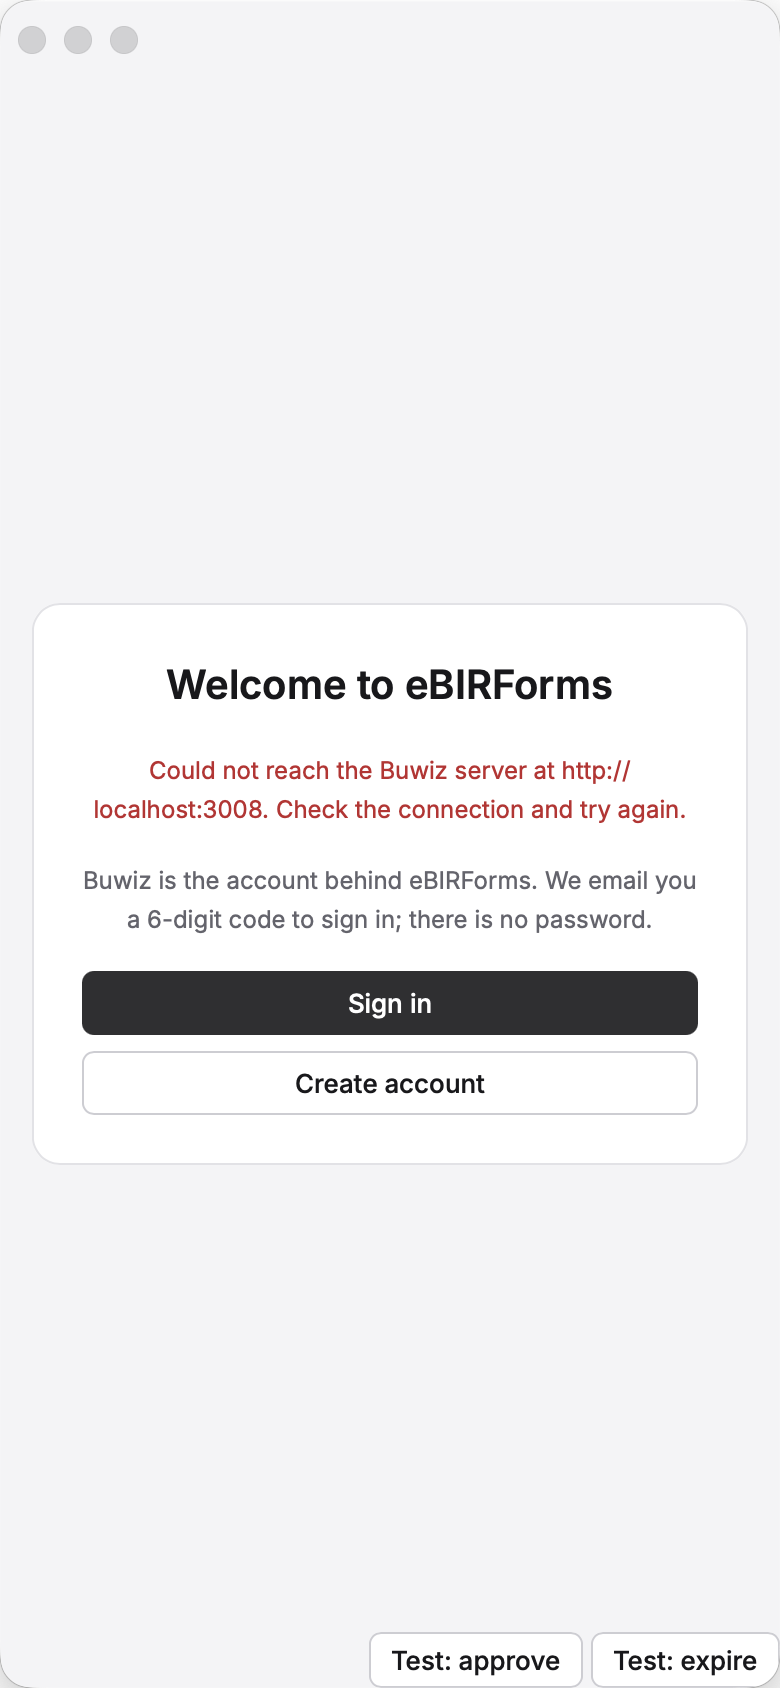 Welcome to eBIRForms
Could not reach the Buwiz server at http://
localhost:3008. Check the connection and try again.
Buwiz is the account behind eBIRForms. We email you
a 6-digit code to sign in; there is no password.
Sign in
Create account
Test: approve
Test: expire